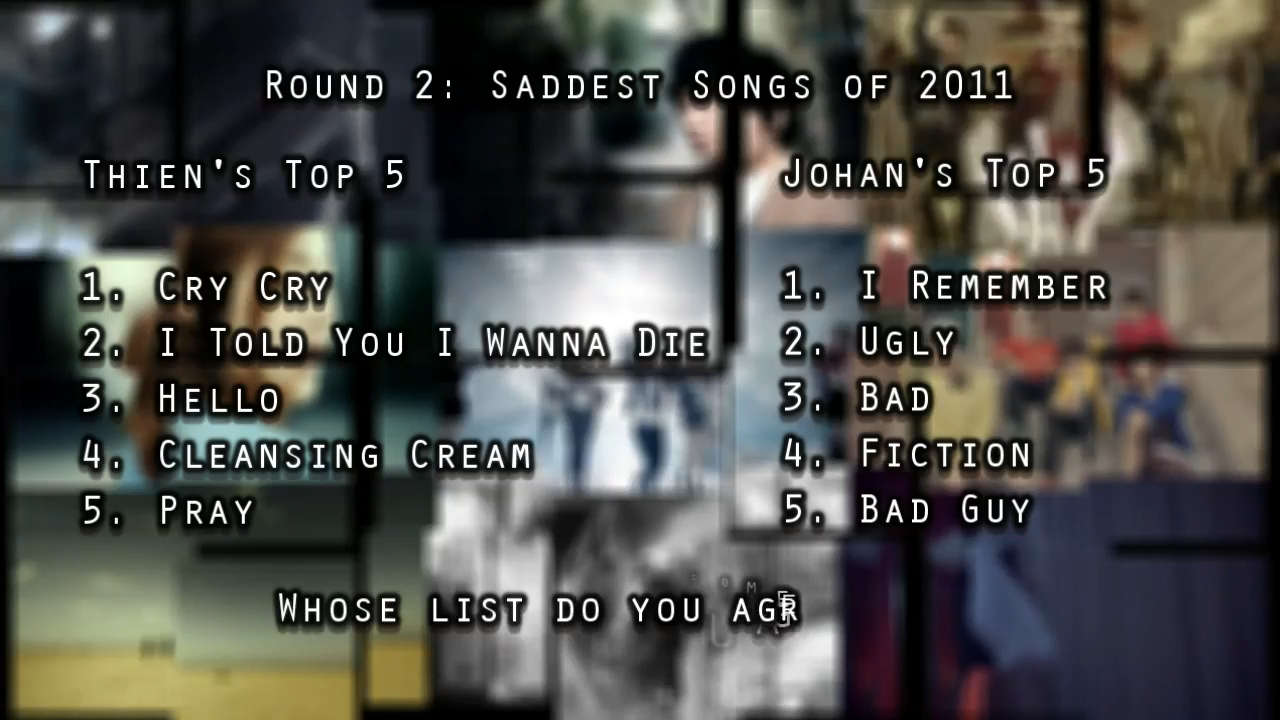 Round 2: Saddest Songs of 2011
Thien's Top 5
1. Cry Cry
2. I Told You I Wanna Die
3. Hello
4. Cleansing Cream
5. Pray
Johan's Top 5
1. I Remember
2. Ugly
3. Bad
4. Fiction
5. Bad Guy
Whose list do you agr